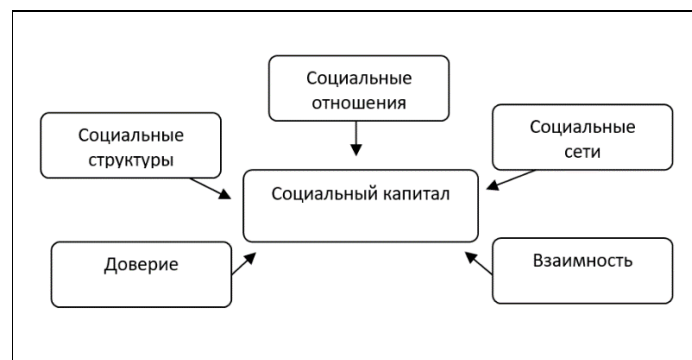 Социальные
отношения
Социальные
структуры
Социальные
сети
Социальный капитал
Доверие
Взаимность